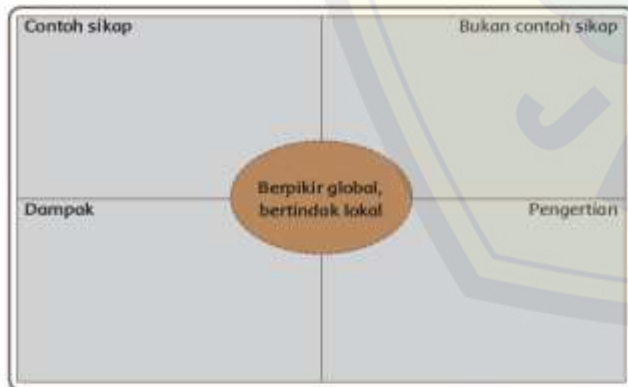 Contoh sikap
Bukan contoh sikap
Berpikir global,
bertindak lokal
Dampak
Pengertian